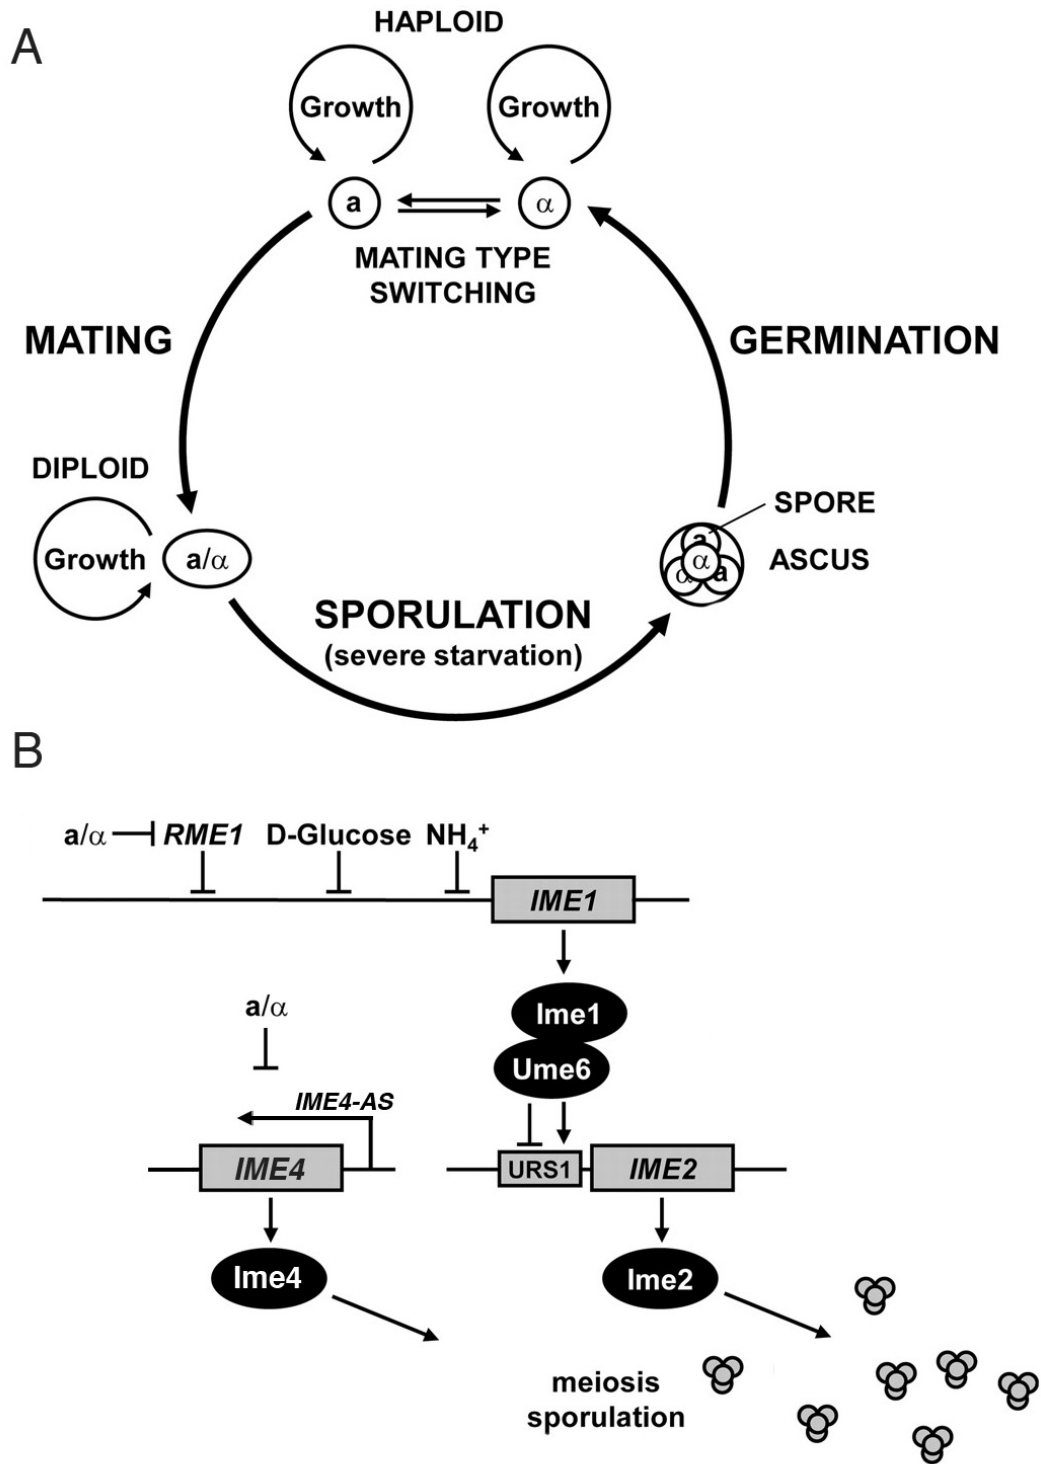 A
HAPLOID
Growth
Growth
a
α
MATING TYPE
SWITCHING
MATING
GERMINATION
DIPLOID
Growth
a/α
SPORE
ASCUS
a
α
α
a
SPORULATION
(severe starvation)
B
a/α
RME1
D-Glucose
NH₄⁺
IME1
Ime1
a/α
Ume6
IME4-AS
IME4
URS1
IME2
Ime4
Ime2
meiosis
sporulation